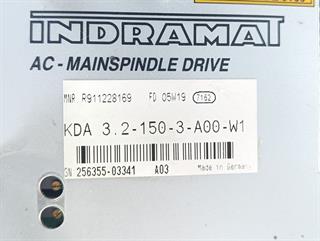 INDRAMAT
AC - MAINSPINDLE DRIVE
MNR R911228169 FD 05W19 7162
KDA 3.2-150-3-A00-W1
SN 256355-03341 A03 Made in Germany